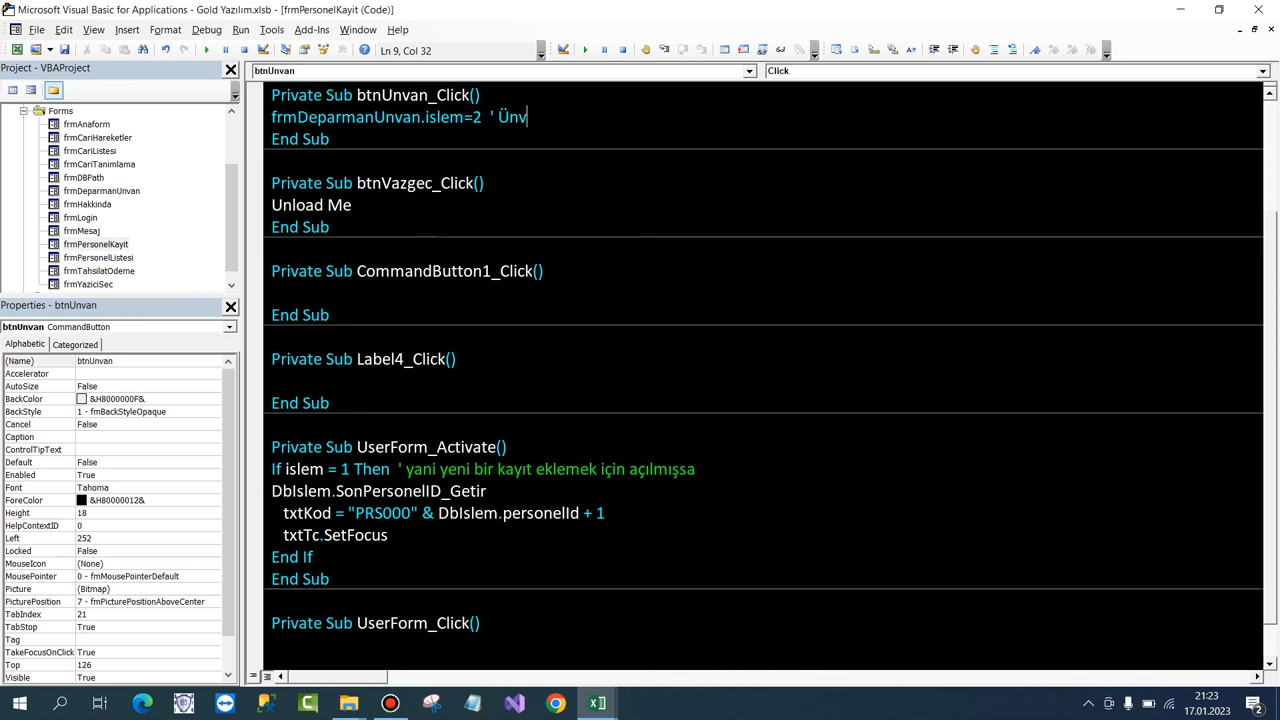 Microsoft Visual Basic for Applications - Gold Yazılım.xlsb - [frmPersonelKayit (Code)]
File Edit View Insert Format Debug Run Tools Add-Ins Window Help
Ln 9, Col 32
Project - VBAProject
Forms
frmAnaform
frmCariHareketler
frmCariListesi
frmCariTanimlama
frmDBPath
frmDeparmanUnvan
frmHakkinda
frmLogin
frmMesaj
frmPersonelKayit
frmPersonelListesi
frmTahsilatOdeme
frmYaziciSec
Properties - btnUnvan
btnUnvan CommandButton
Alphabetic Categorized
(Name) btnUnvan
Accelerator
AutoSize False
BackColor &H8000000F&
BackStyle 1 - fmBackStyleOpaque
Cancel False
Caption
ControlTipText
Default False
Enabled True
Font Tahoma
ForeColor &H80000012&
Height 18
HelpContextID 0
Left 252
Locked False
MouseIcon (None)
MousePointer 0 - fmMousePointerDefault
Picture (Bitmap)
PicturePosition 7 - fmPicturePositionAboveCenter
TabIndex 21
TabStop True
Tag
TakeFocusOnClick True
Top 126
Visible True
btnUnvan Click
Private Sub btnUnvan_Click()
frmDeparmanUnvan.islem=2 ' Ünv
End Sub
Private Sub btnVazgec_Click()
Unload Me
End Sub
Private Sub CommandButton1_Click()
End Sub
Private Sub Label4_Click()
End Sub
Private Sub UserForm_Activate()
If islem = 1 Then ' yani yeni bir kayıt eklemek için açılmışsa
DbIslem.SonPersonelID_Getir
txtKod = "PRS000" & DbIslem.personelId + 1
txtTc.SetFocus
End If
End Sub
Private Sub UserForm_Click()
21:23
17.01.2023
2